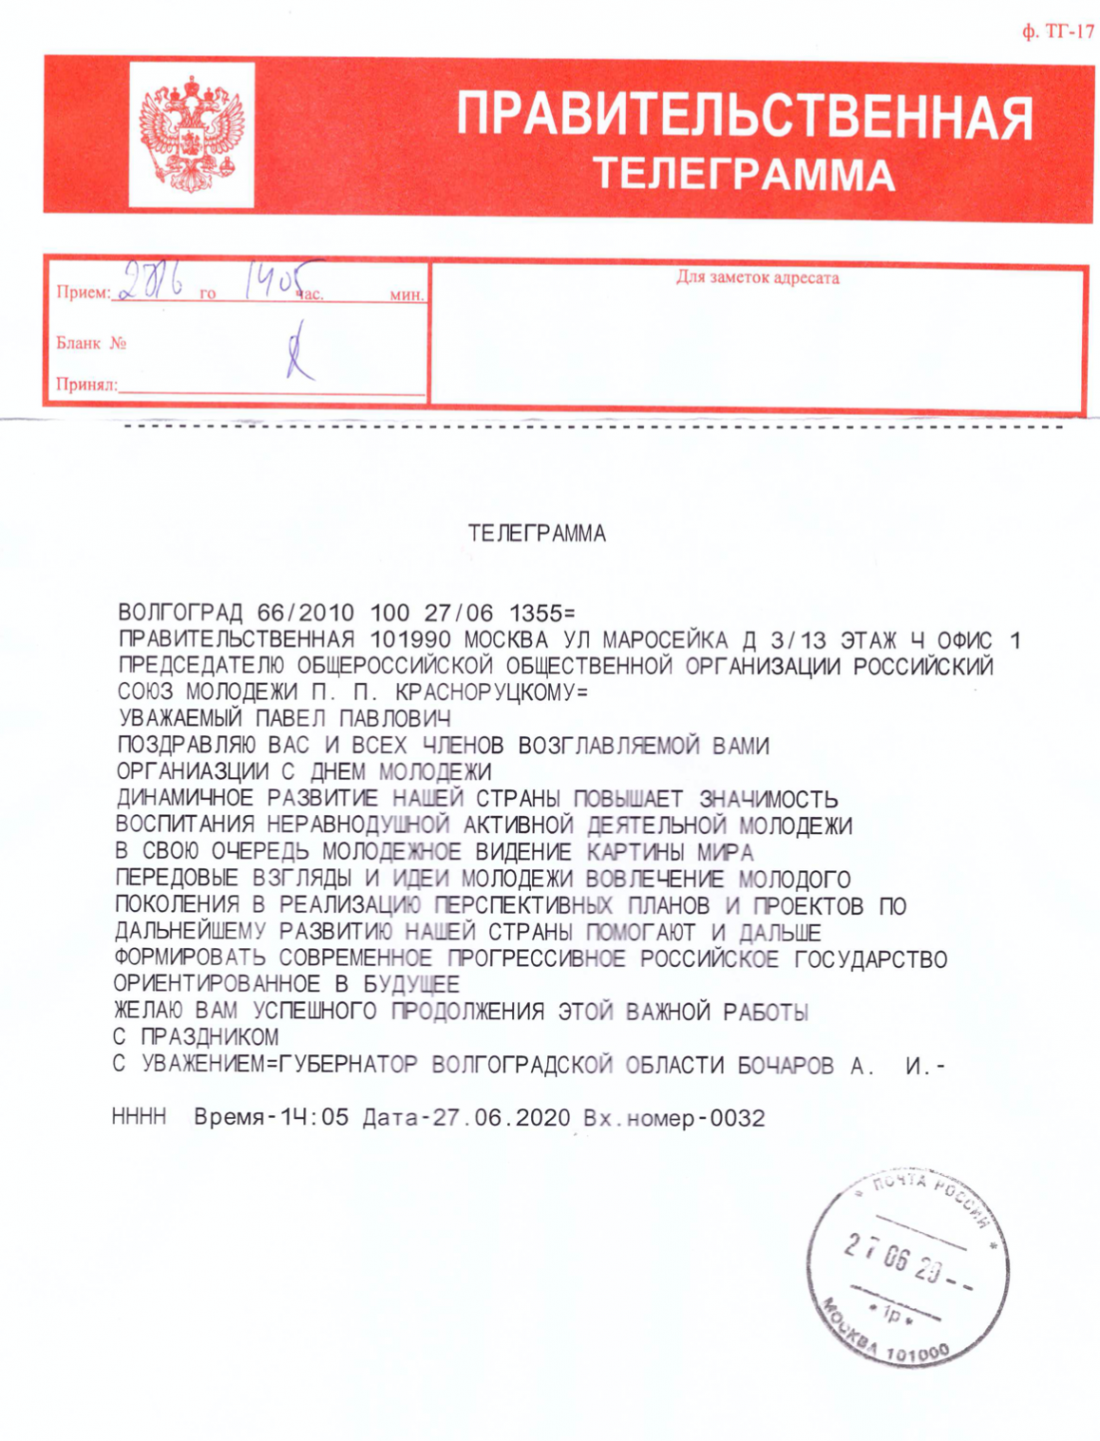 ф. ТГ-17
ПРАВИТЕЛЬСТВЕННАЯ
ТЕЛЕГРАММА
Прием: го 1405 час. мин.
Для заметок адресата
Бланк №
Принял:
ТЕЛЕГРАММА
ВОЛГОГРАД 66/2010 100 27/06 1355=
ПРАВИТЕЛЬСТВЕННАЯ 101990 МОСКВА УЛ МАРОСЕЙКА Д 3/13 ЭТАЖ 4 ОФИС 1
ПРЕДСЕДАТЕЛЮ ОБЩЕРОССИЙСКОЙ ОБЩЕСТВЕННОЙ ОРГАНИЗАЦИИ РОССИЙСКИЙ
СОЮЗ МОЛОДЕЖИ П. П. КРАСНОРУЦКОМУ=
УВАЖАЕМЫЙ ПАВЕЛ ПАВЛОВИЧ
ПОЗДРАВЛЯЮ ВАС И ВСЕХ ЧЛЕНОВ ВОЗГЛАВЛЯЕМОЙ ВАМИ
ОРГАНИАЗЦИИ С ДНЕМ МОЛОДЕЖИ
ДИНАМИЧНОЕ РАЗВИТИЕ НАШЕЙ СТРАНЫ ПОВЫШАЕТ ЗНАЧИМОСТЬ
ВОСПИТАНИЯ НЕРАВНОДУШНОЙ АКТИВНОЙ ДЕЯТЕЛЬНОЙ МОЛОДЕЖИ
В СВОЮ ОЧЕРЕДЬ МОЛОДЕЖНОЕ ВИДЕНИЕ КАРТИНЫ МИРА
ПЕРЕДОВЫЕ ВЗГЛЯДЫ И ИДЕИ МОЛОДЕЖИ ВОВЛЕЧЕНИЕ МОЛОДОГО
ПОКОЛЕНИЯ В РЕАЛИЗАЦИЮ ПЕРСПЕКТИВНЫХ ПЛАНОВ И ПРОЕКТОВ ПО
ДАЛЬНЕЙШЕМУ РАЗВИТИЮ НАШЕЙ СТРАНЫ ПОМОГАЮТ И ДАЛЬШЕ
ФОРМИРОВАТЬ СОВРЕМЕННОЕ ПРОГРЕССИВНОЕ РОССИЙСКОЕ ГОСУДАРСТВО
ОРИЕНТИРОВАННОЕ В БУДУЩЕЕ
ЖЕЛАЮ ВАМ УСПЕШНОГО ПРОДОЛЖЕНИЯ ЭТОЙ ВАЖНОЙ РАБОТЫ
С ПРАЗДНИКОМ
С УВАЖЕНИЕМ=ГУБЕРНАТОР ВОЛГОГРАДСКОЙ ОБЛАСТИ БОЧАРОВ А. И.-
НННН Время-14:05 Дата-27.06.2020 Вх.номер-0032
* ПОЧТА РОССИИ *
27 06 20--
* 1р *
МОСКВА 101000